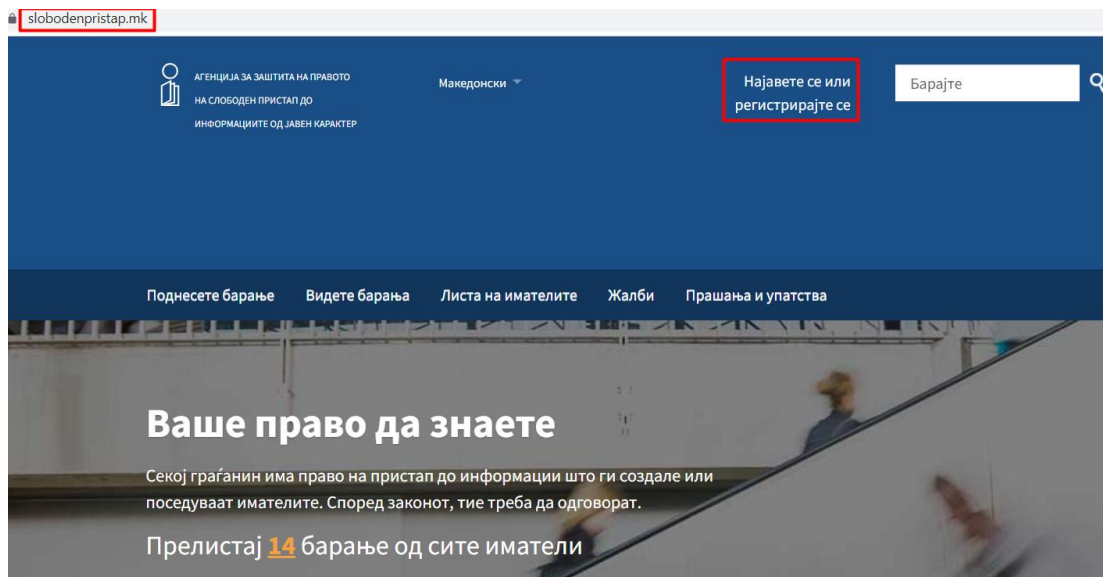 slobodenpristap.mk
АГЕНЦИЈА ЗА ЗАШТИТА НА ПРАВОТО
НА СЛОБОДЕН ПРИСТАП ДО
ИНФОРМАЦИИТЕ ОД ЈАВЕН КАРАКТЕР
Македонски
Најавете се или
регистрирајте се
Барајте
Поднесете барање Видете барања Листа на имателите Жалби Прашања и упатства
Ваше право да знаете
Секој граѓанин има право на пристап до информации што ги создале или
поседуваат имателите. Според законот, тие треба да одговорат.
Прелистај 14 барање од сите иматели